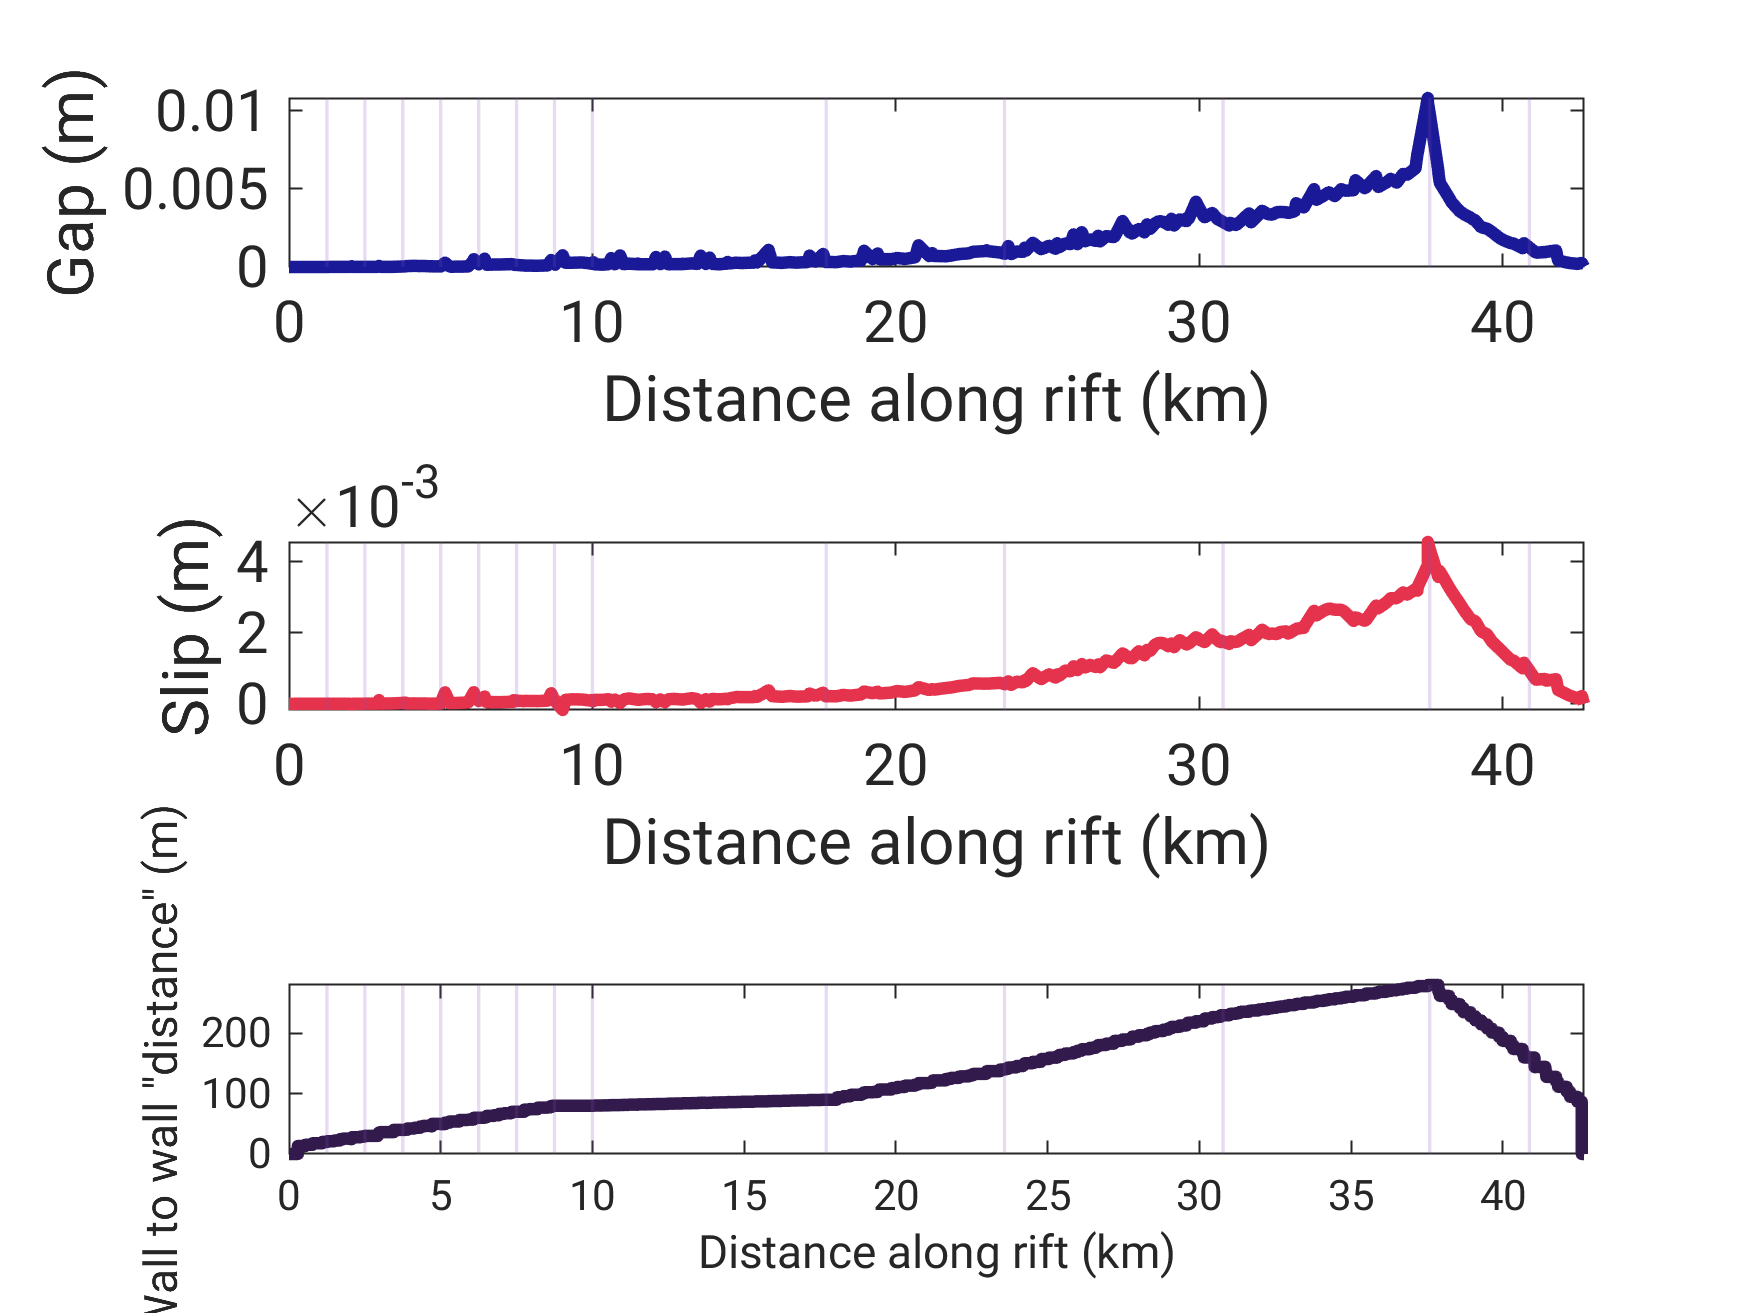 Gap (m)
0.01
0.005
0
0 10 20 30 40
Distance along rift (km)
×10-3
Slip (m)
4
2
0
0 10 20 30 40
Distance along rift (km)
Wall to wall "distance" (m)
200
100
0
0 5 10 15 20 25 30 35 40
Distance along rift (km)